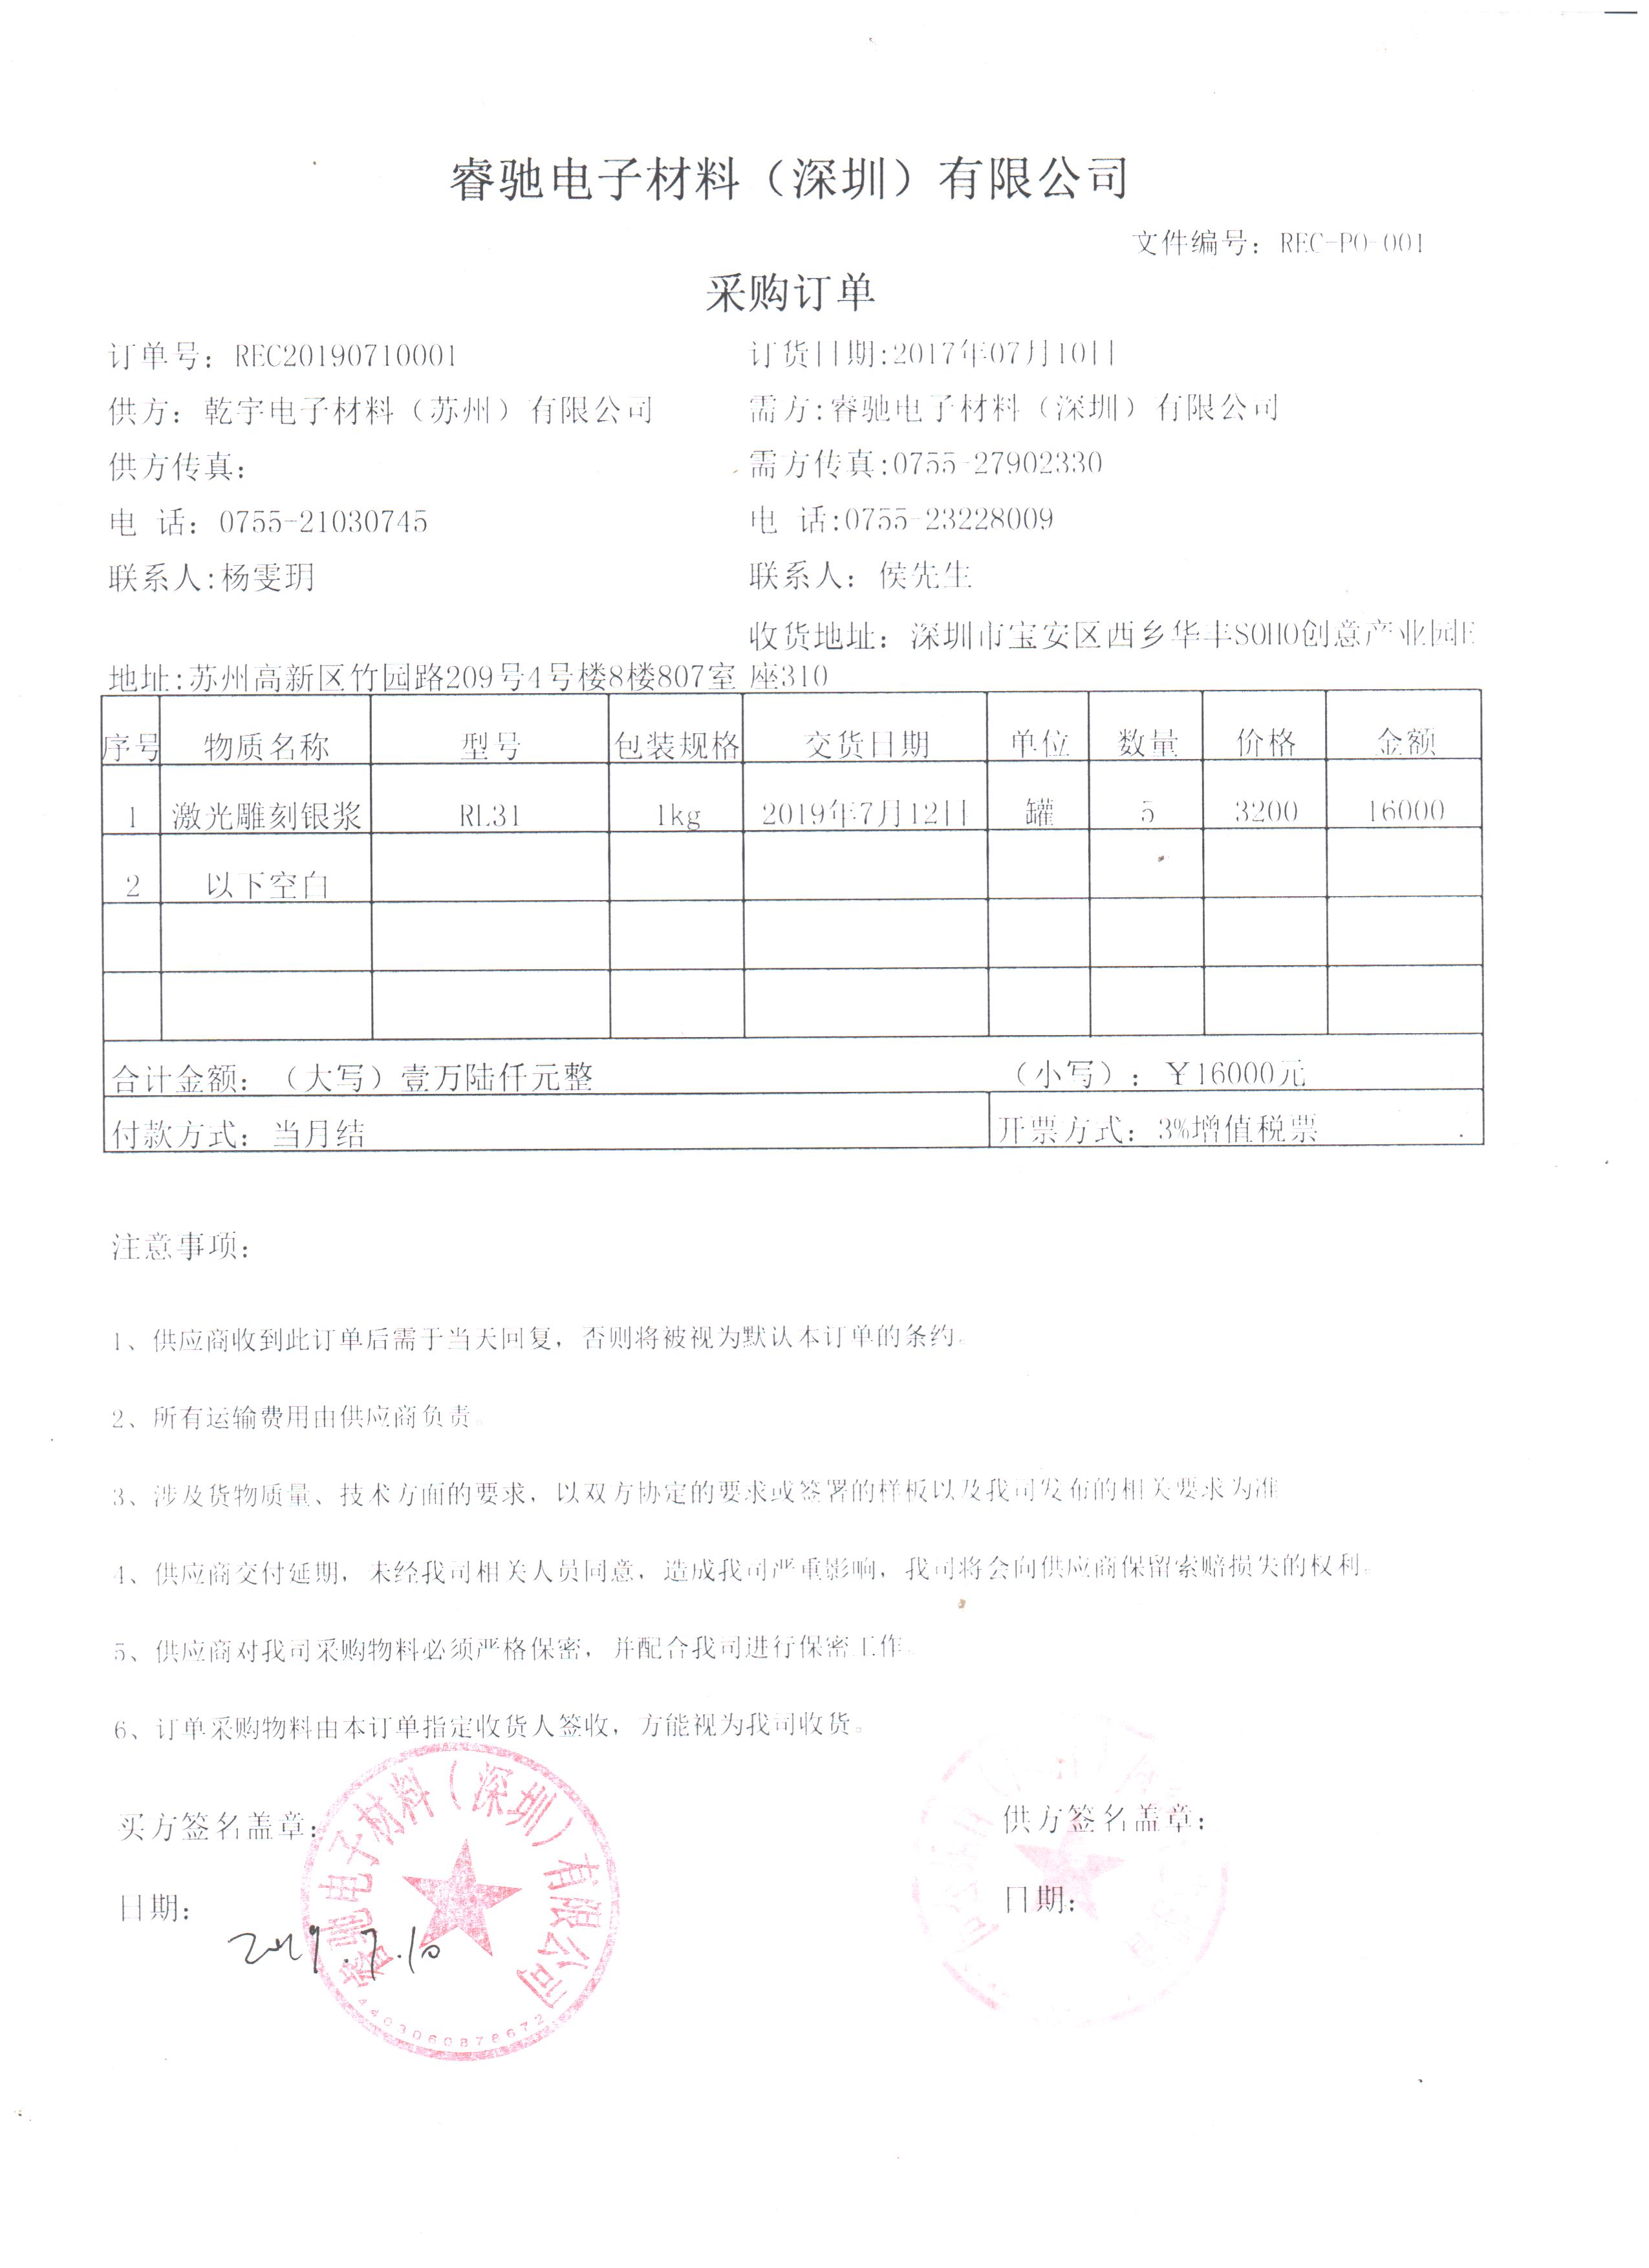 睿驰电子材料（深圳）有限公司
文件编号：REC-PO-001
采购订单
订单号：REC20190710001 订货日期:2017年07月10日
供方：乾宇电子材料（苏州）有限公司 需方:睿驰电子材料（深圳）有限公司
供方传真： 需方传真:0755-27902330
电 话：0755-21030745 电 话:0755-23228009
联系人:杨雯玥 联系人：侯先生
收货地址：深圳市宝安区西乡华丰SOHO创意产业园E
地址:苏州高新区竹园路209号4号楼8楼807室 座310
序号 物质名称 型号 包装规格 交货日期 单位 数量 价格 金额
1 激光雕刻银浆 RL31 1kg 2019年7月12日 罐 5 3200 16000
2 以下空白
合计金额：（大写）壹万陆仟元整 （小写）：￥16000元
付款方式：当月结 开票方式：3%增值税票
注意事项：
1、供应商收到此订单后需于当天回复，否则将被视为默认本订单的条约。
2、所有运输费用由供应商负责。
3、涉及货物质量、技术方面的要求，以双方协定的要求或签署的样板以及我司发布的相关要求为准
4、供应商交付延期，未经我司相关人员同意，造成我司严重影响，我司将会向供应商保留索赔损失的权利。
5、供应商对我司采购物料必须严格保密，并配合我司进行保密工作。
6、订单采购物料由本订单指定收货人签收，方能视为我司收货。
买方签名盖章： 供方签名盖章：
日期： 日期：
2019.7.10
睿驰电子材料（深圳）有限公司
4403060878672